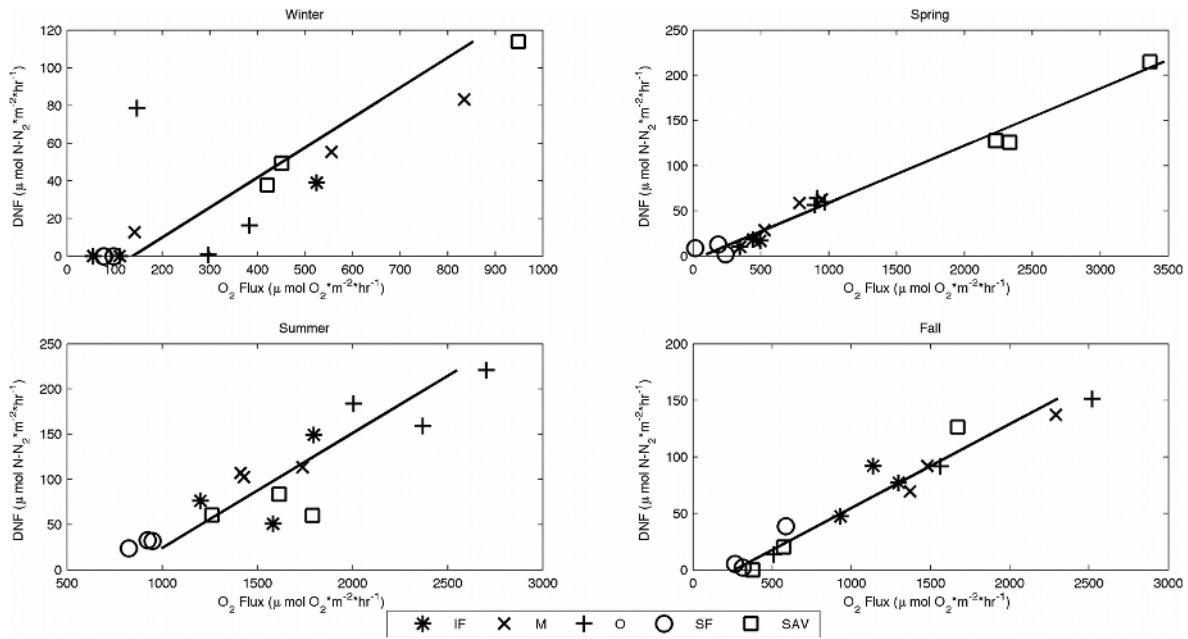 Winter
120
100
80
60
40
20
0
DNF (μ mol N-N₂*m⁻²*hr⁻¹)
0 100 200 300 400 500 600 700 800 900 1000
O₂ Flux (μ mol O₂*m⁻²*hr⁻¹)
Spring
250
200
150
100
50
0
DNF (μ mol N-N₂*m⁻²*hr⁻¹)
0 500 1000 1500 2000 2500 3000 3500
O₂ Flux (μ mol O₂*m⁻²*hr⁻¹)
Summer
250
200
150
100
50
0
DNF (μ mol N-N₂*m⁻²*hr⁻¹)
500 1000 1500 2000 2500 3000
O₂ Flux (μ mol O₂*m⁻²*hr⁻¹)
Fall
200
150
100
50
0
DNF (μ mol N-N₂*m⁻²*hr⁻¹)
0 500 1000 1500 2000 2500 3000
O₂ Flux (μ mol O₂*m⁻²*hr⁻¹)
IF M O SF SAV